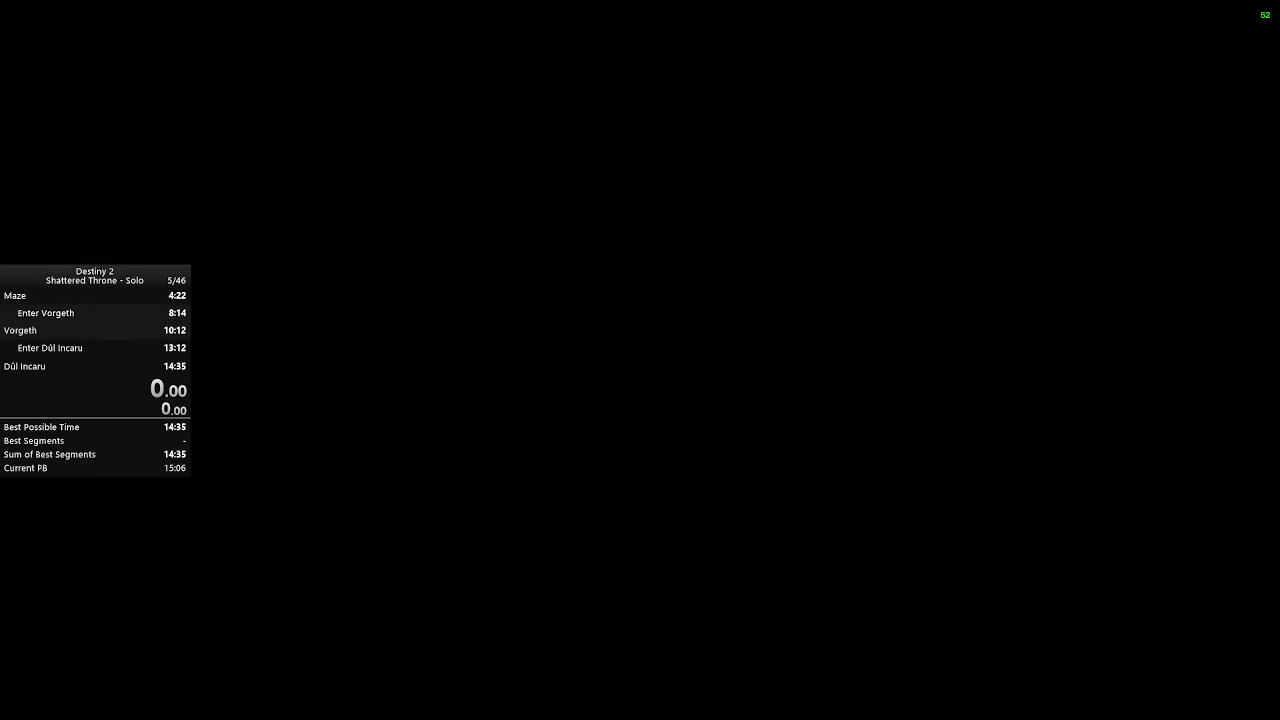 52
Destiny 2
Shattered Throne - Solo 5/46
Maze 4:22
Enter Vorgeth 8:14
Vorgeth 10:12
Enter Dûl Incaru 13:12
Dûl Incaru 14:35
0.00
0.00
Best Possible Time 14:35
Best Segments -
Sum of Best Segments 14:35
Current PB 15:06